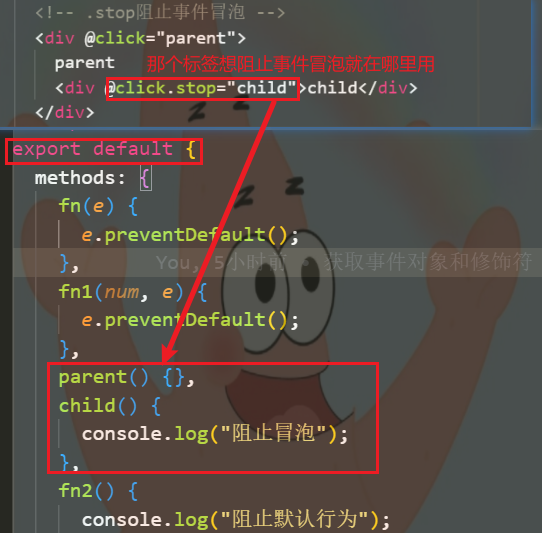 <!-- .stop阻止事件冒泡 -->
<div @click="parent">
parent 那个标签想阻止事件冒泡就在哪里用
<div @click.stop="child">child</div>
</div>
export default {
methods: {
fn(e) {
e.preventDefault();
}, You, 5小时前 • 获取事件对象和修饰符
fn1(num, e) {
e.preventDefault();
},
parent() {},
child() {
console.log("阻止冒泡");
},
fn2() {
console.log("阻止默认行为");